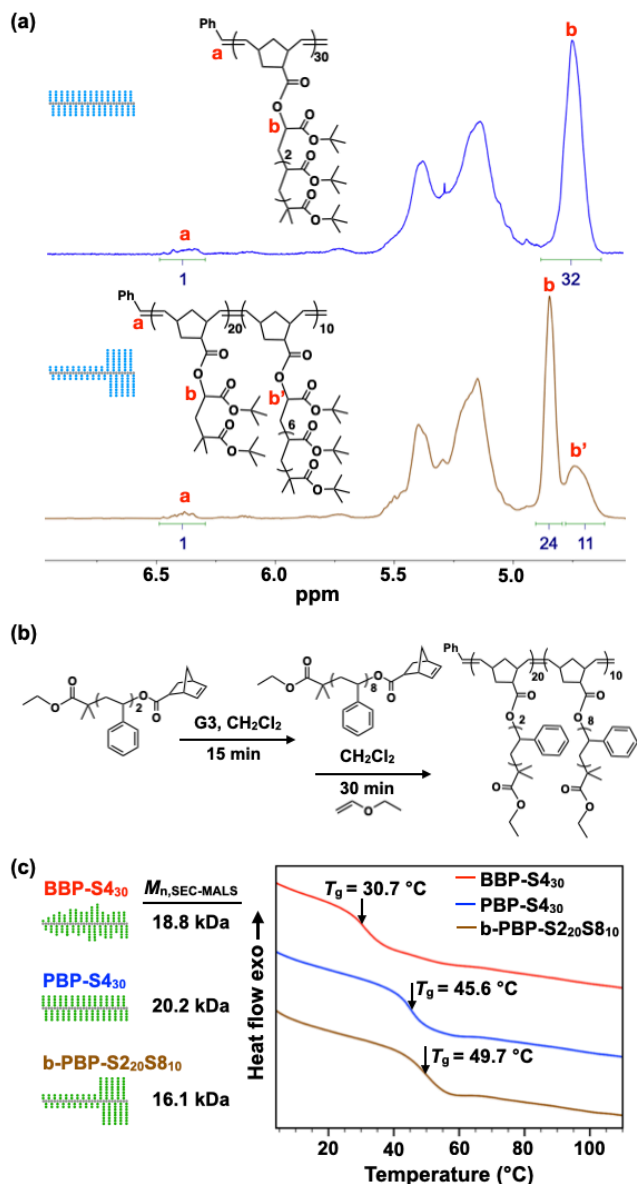 (a)
Ph
a
30
O
O
b
O
O
O
2
O
O
O
b
a
1
32
Ph
a
20
10
O
O
b
O
O
O
O
O
O
b'
O
O
6
O
O
O
O
b
b'
a
1
24
11
6.5
6.0
5.5
5.0
ppm
(b)
O
O
2
O
O
G3, CH2Cl2
15 min
O
O
8
O
O
CH2Cl2
30 min
O
Ph
20
10
O
O
2
O
O
O
O
8
O
O
(c)
Mn,SEC-MALS
BBP-S430
18.8 kDa
PBP-S430
20.2 kDa
b-PBP-S220S810
16.1 kDa
Heat flow exo
Tg = 30.7 °C
BBP-S430
PBP-S430
b-PBP-S220S810
Tg = 45.6 °C
Tg = 49.7 °C
20
40
60
80
100
Temperature (°C)